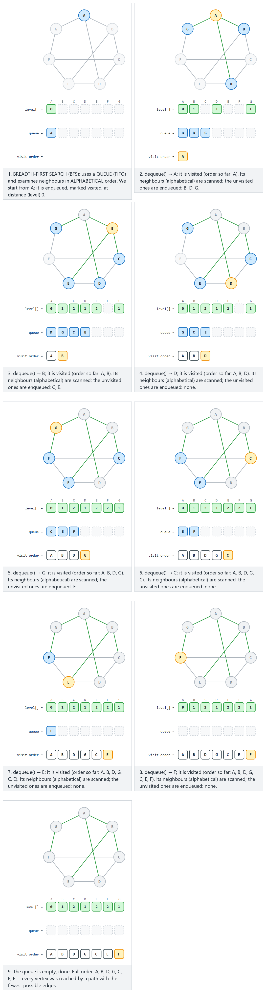 A
G
B
F
C
E
D
A B C D E F G
level[] = 0
queue = A
visit order =
1. BREADTH-FIRST SEARCH (BFS): uses a QUEUE (FIFO)
and examines neighbours in ALPHABETICAL order. We
start from A: it is enqueued, marked visited, at
distance (level) 0.
A
G
B
F
C
E
D
A B C D E F G
level[] = 0 1 1 1
queue = B D G
visit order = A
2. dequeue() → A; it is visited (order so far: A). Its
neighbours (alphabetical) are scanned; the unvisited
ones are enqueued: B, D, G.
A
G
B
F
C
E
D
A B C D E F G
level[] = 0 1 2 1 2 1
queue = D G C E
visit order = A B
3. dequeue() → B; it is visited (order so far: A, B). Its
neighbours (alphabetical) are scanned; the unvisited
ones are enqueued: C, E.
A
G
B
F
C
E
D
A B C D E F G
level[] = 0 1 2 1 2 1
queue = G C E
visit order = A B D
4. dequeue() → D; it is visited (order so far: A, B, D). Its
neighbours (alphabetical) are scanned; the unvisited
ones are enqueued: none.
A
G
B
F
C
E
D
A B C D E F G
level[] = 0 1 2 1 2 2 1
queue = C E F
visit order = A B D G
5. dequeue() → G; it is visited (order so far: A, B, D, G).
Its neighbours (alphabetical) are scanned; the
unvisited ones are enqueued: F.
A
G
B
F
C
E
D
A B C D E F G
level[] = 0 1 2 1 2 2 1
queue = E F
visit order = A B D G C
6. dequeue() → C; it is visited (order so far: A, B, D, G,
C). Its neighbours (alphabetical) are scanned; the
unvisited ones are enqueued: none.
A
G
B
F
C
E
D
A B C D E F G
level[] = 0 1 2 1 2 2 1
queue = F
visit order = A B D G C E
7. dequeue() → E; it is visited (order so far: A, B, D, G,
C, E). Its neighbours (alphabetical) are scanned; the
unvisited ones are enqueued: none.
A
G
B
F
C
E
D
A B C D E F G
level[] = 0 1 2 1 2 2 1
queue =
visit order = A B D G C E F
8. dequeue() → F; it is visited (order so far: A, B, D, G,
C, E, F). Its neighbours (alphabetical) are scanned; the
unvisited ones are enqueued: none.
A
G
B
F
C
E
D
A B C D E F G
level[] = 0 1 2 1 2 2 1
queue =
visit order = A B D G C E F
9. The queue is empty, done. Full order: A, B, D, G, C,
E, F -- every vertex was reached by a path with the
fewest possible edges.